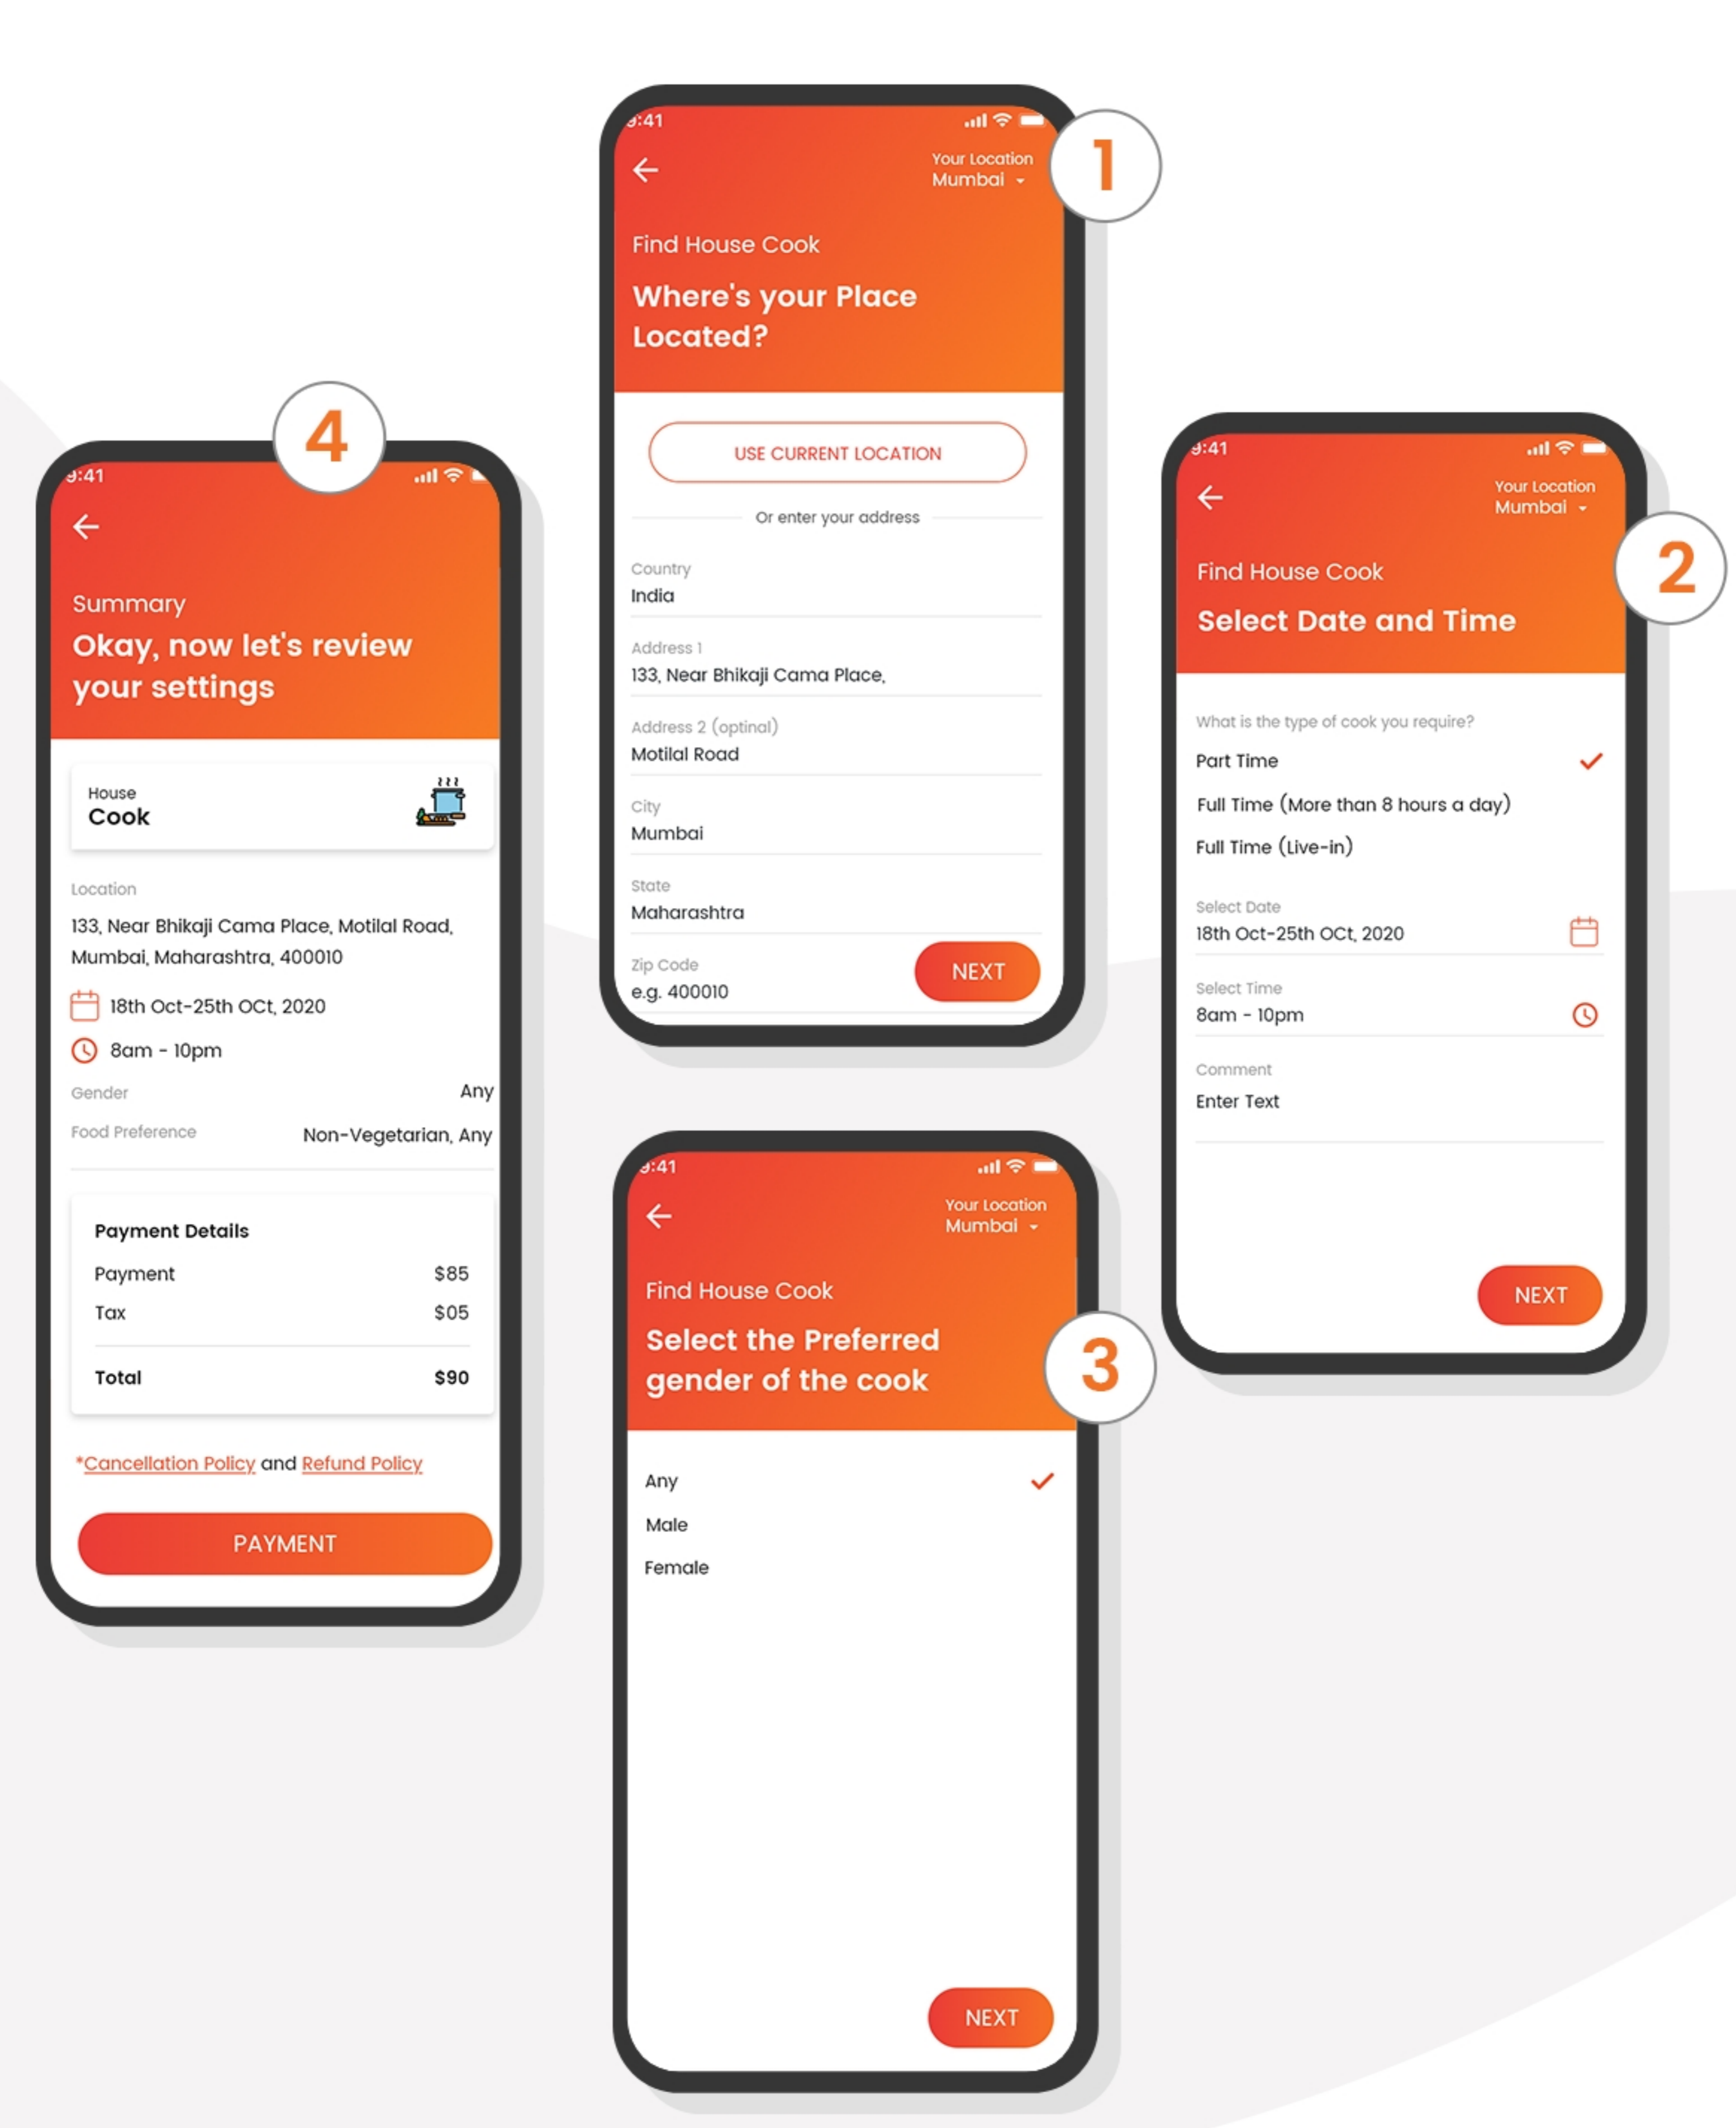 1
9:41
Your Location
Mumbai
Find House Cook
Where's your Place
Located?
USE CURRENT LOCATION
Or enter your address
Country
India
Address 1
133, Near Bhikaji Cama Place,
Address 2 (optinal)
Motilal Road
City
Mumbai
State
Maharashtra
Zip Code
e.g. 400010
NEXT
2
9:41
Your Location
Mumbai
Find House Cook
Select Date and Time
What is the type of cook you require?
Part Time
Full Time (More than 8 hours a day)
Full Time (Live-in)
Select Date
18th Oct-25th OCt, 2020
Select Time
8am - 10pm
Comment
Enter Text
NEXT
3
9:41
Your Location
Mumbai
Find House Cook
Select the Preferred
gender of the cook
Any
Male
Female
NEXT
4
9:41
Summary
Okay, now let's review
your settings
House
Cook
Location
133, Near Bhikaji Cama Place, Motilal Road,
Mumbai, Maharashtra, 400010
18th Oct-25th OCt, 2020
8am - 10pm
Gender Any
Food Preference Non-Vegetarian, Any
Payment Details
Payment $85
Tax $05
Total $90
*Cancellation Policy and Refund Policy
PAYMENT